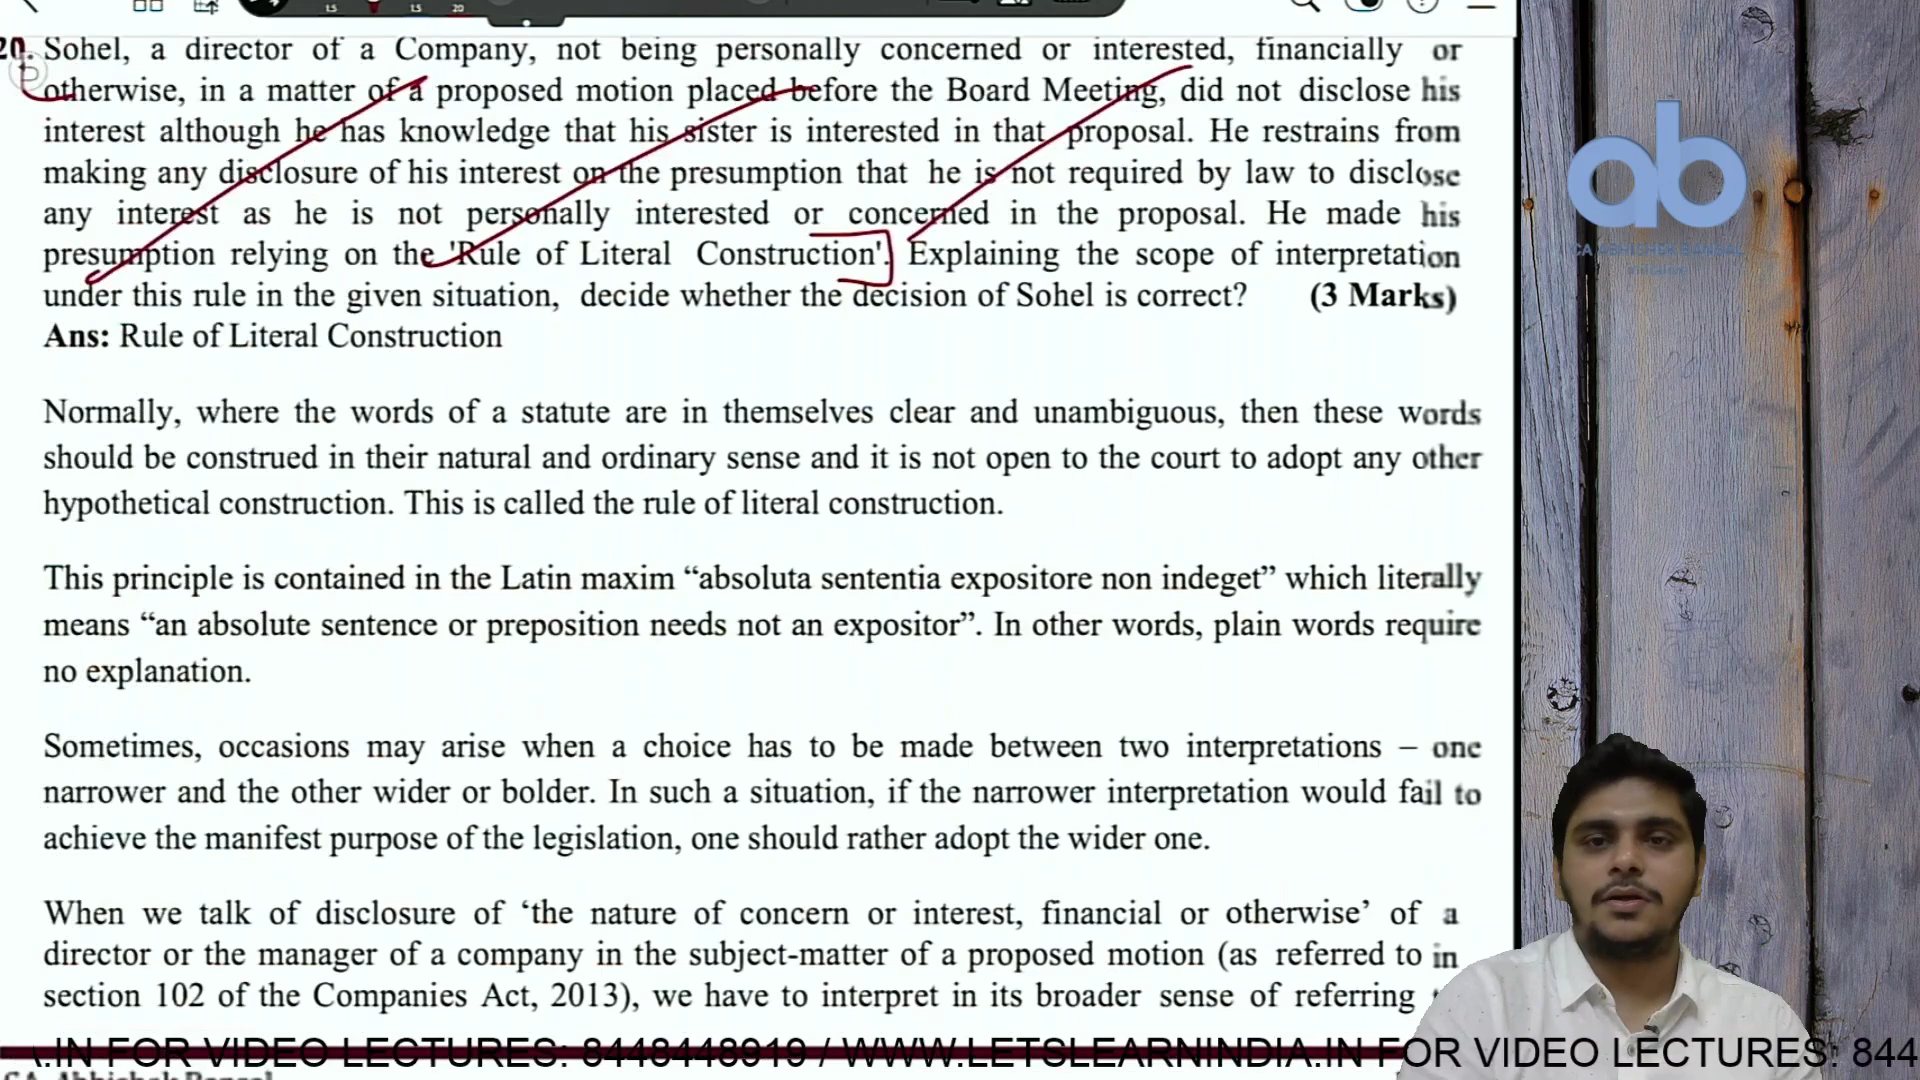 15 15 20
20. Sohel, a director of a Company, not being personally concerned or interested, financially or
otherwise, in a matter of a proposed motion placed before the Board Meeting, did not disclose his
interest although he has knowledge that his sister is interested in that proposal. He restrains from
making any disclosure of his interest on the presumption that he is not required by law to disclose
any interest as he is not personally interested or concerned in the proposal. He made his
presumption relying on the 'Rule of Literal Construction'. Explaining the scope of interpretation
under this rule in the given situation, decide whether the decision of Sohel is correct? (3 Marks)
Ans: Rule of Literal Construction
Normally, where the words of a statute are in themselves clear and unambiguous, then these words
should be construed in their natural and ordinary sense and it is not open to the court to adopt any other
hypothetical construction. This is called the rule of literal construction.
This principle is contained in the Latin maxim “absoluta sententia expositore non indeget” which literally
means “an absolute sentence or preposition needs not an expositor”. In other words, plain words require
no explanation.
Sometimes, occasions may arise when a choice has to be made between two interpretations – one
narrower and the other wider or bolder. In such a situation, if the narrower interpretation would fail to
achieve the manifest purpose of the legislation, one should rather adopt the wider one.
When we talk of disclosure of ‘the nature of concern or interest, financial or otherwise’ of a
director or the manager of a company in the subject-matter of a proposed motion (as referred to in
section 102 of the Companies Act, 2013), we have to interpret in its broader sense of referring
ab
CA ABHISHEK BANSAL
.IN FOR VIDEO LECTURES: 8448448919 / WWW.LETSLEARNINDIA.IN FOR VIDEO LECTURES: 844
CA. Abhishek Bansal